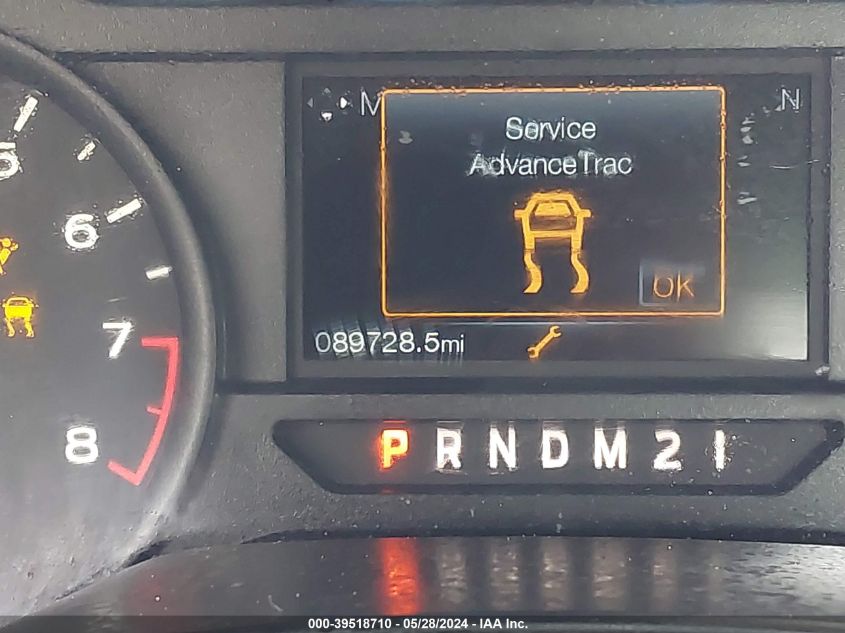 5
6
7
8
M
N
Service
AdvanceTrac
OK
089728.5mi
P R N D M 2 1
000-39518710 - 05/28/2024 - IAA Inc.